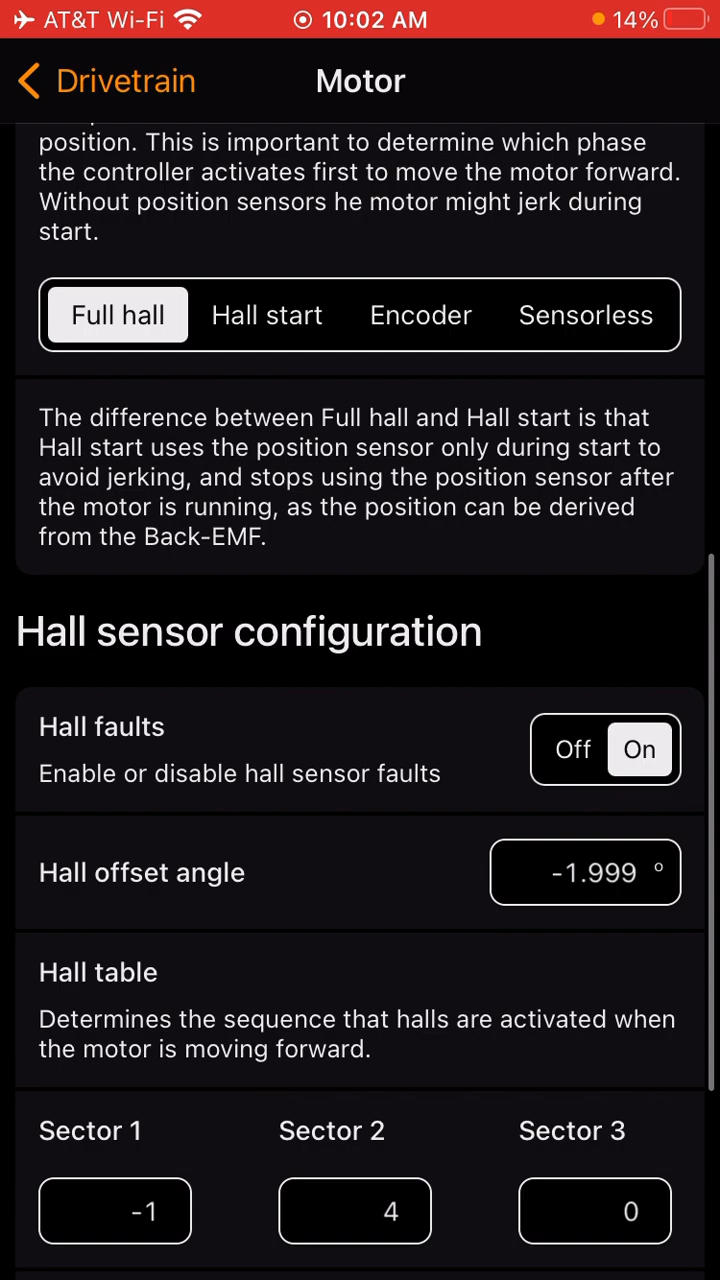 AT&T Wi-Fi 10:02 AM 14%
Drivetrain Motor
position. This is important to determine which phase
the controller activates first to move the motor forward.
Without position sensors he motor might jerk during
start.
Full hall Hall start Encoder Sensorless
The difference between Full hall and Hall start is that
Hall start uses the position sensor only during start to
avoid jerking, and stops using the position sensor after
the motor is running, as the position can be derived
from the Back-EMF.
Hall sensor configuration
Hall faults
Off On
Enable or disable hall sensor faults
Hall offset angle -1.999 °
Hall table
Determines the sequence that halls are activated when
the motor is moving forward.
Sector 1 Sector 2 Sector 3
-1 4 0